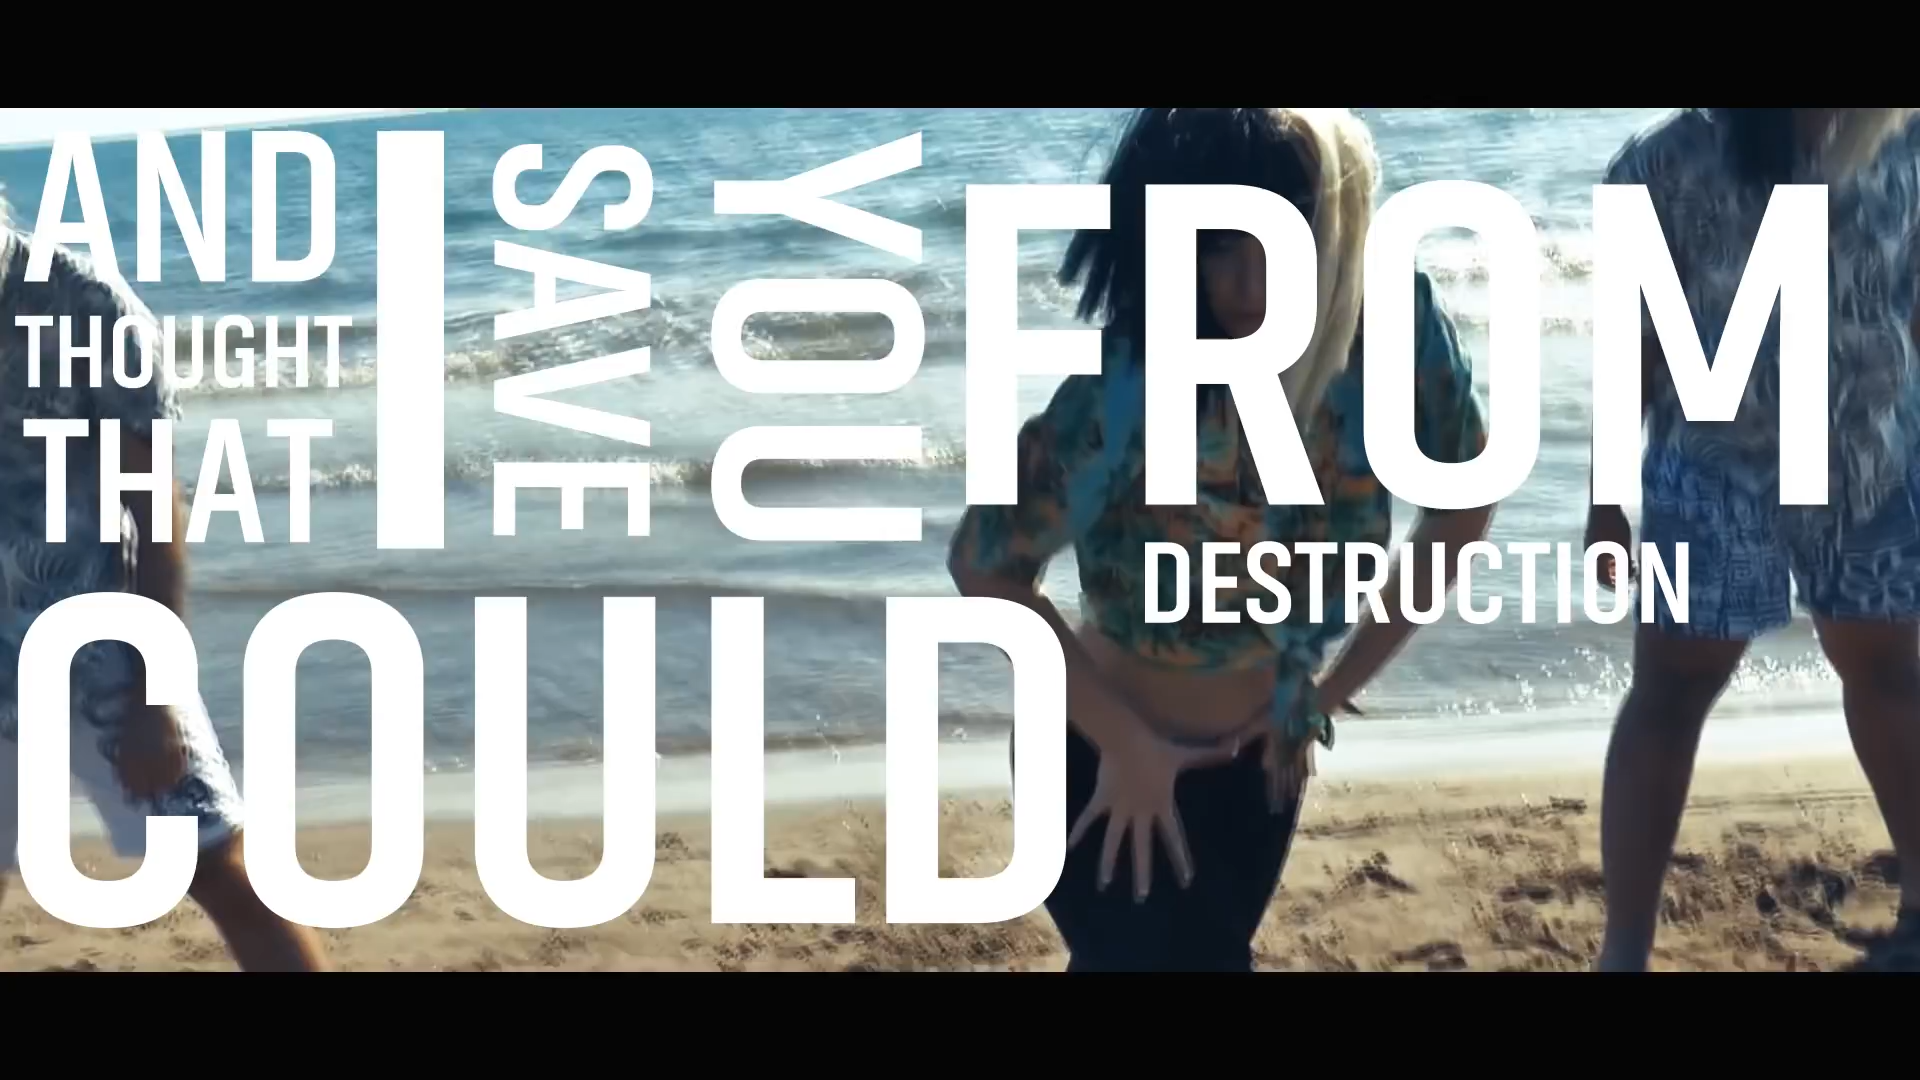 AND
THOUGHT
THAT
I
COULD
SAVE
YOU
FROM
DESTRUCTION